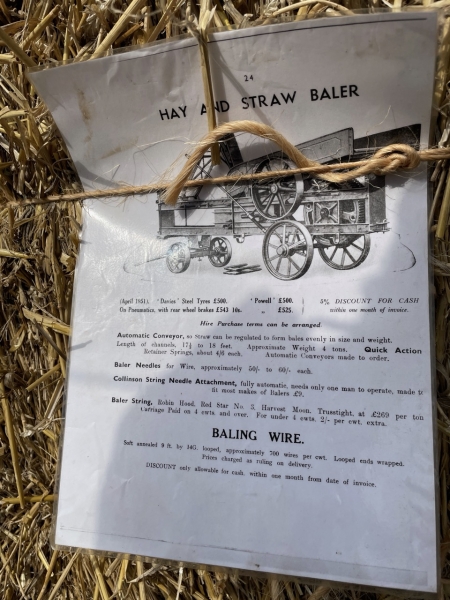 24
HAY AND STRAW BALER
(April 1951). 'Davies' Steel Tyres £500. 'Powell' £500.
On Pneumatics, with rear wheel brakes £543 10s. „ £525.
5% DISCOUNT FOR CASH
within one month of invoice.
Hire Purchase terms can be arranged
Automatic Conveyor, so straw can be regulated to form bales evenly in size and weight.
Length of channels, 17½ to 18 feet. Approximate Weight 4 tons. Quick Action
Retainer Springs, about 4/6 each. Automatic Conveyors made to order.
Baler Needles for Wire, approximately 50/- to 60/- each.
Collinson String Needle Attachment, fully automatic, needs only one man to operate, made to
fit most makes of Balers £9.
Baler String, Robin Hood, Red Star No. 3, Harvest Moon, Trusstight, at £269 per ton
Carriage Paid on 4 cwts and over. For under 4 cwts. 2/- per cwt. extra.
BALING WIRE.
Soft annealed 9 ft. by 14G. looped, approximately 700 wires per cwt. Looped ends wrapped.
Prices charged as ruling on delivery.
DISCOUNT only allowable for cash, within one month from date of invoice.